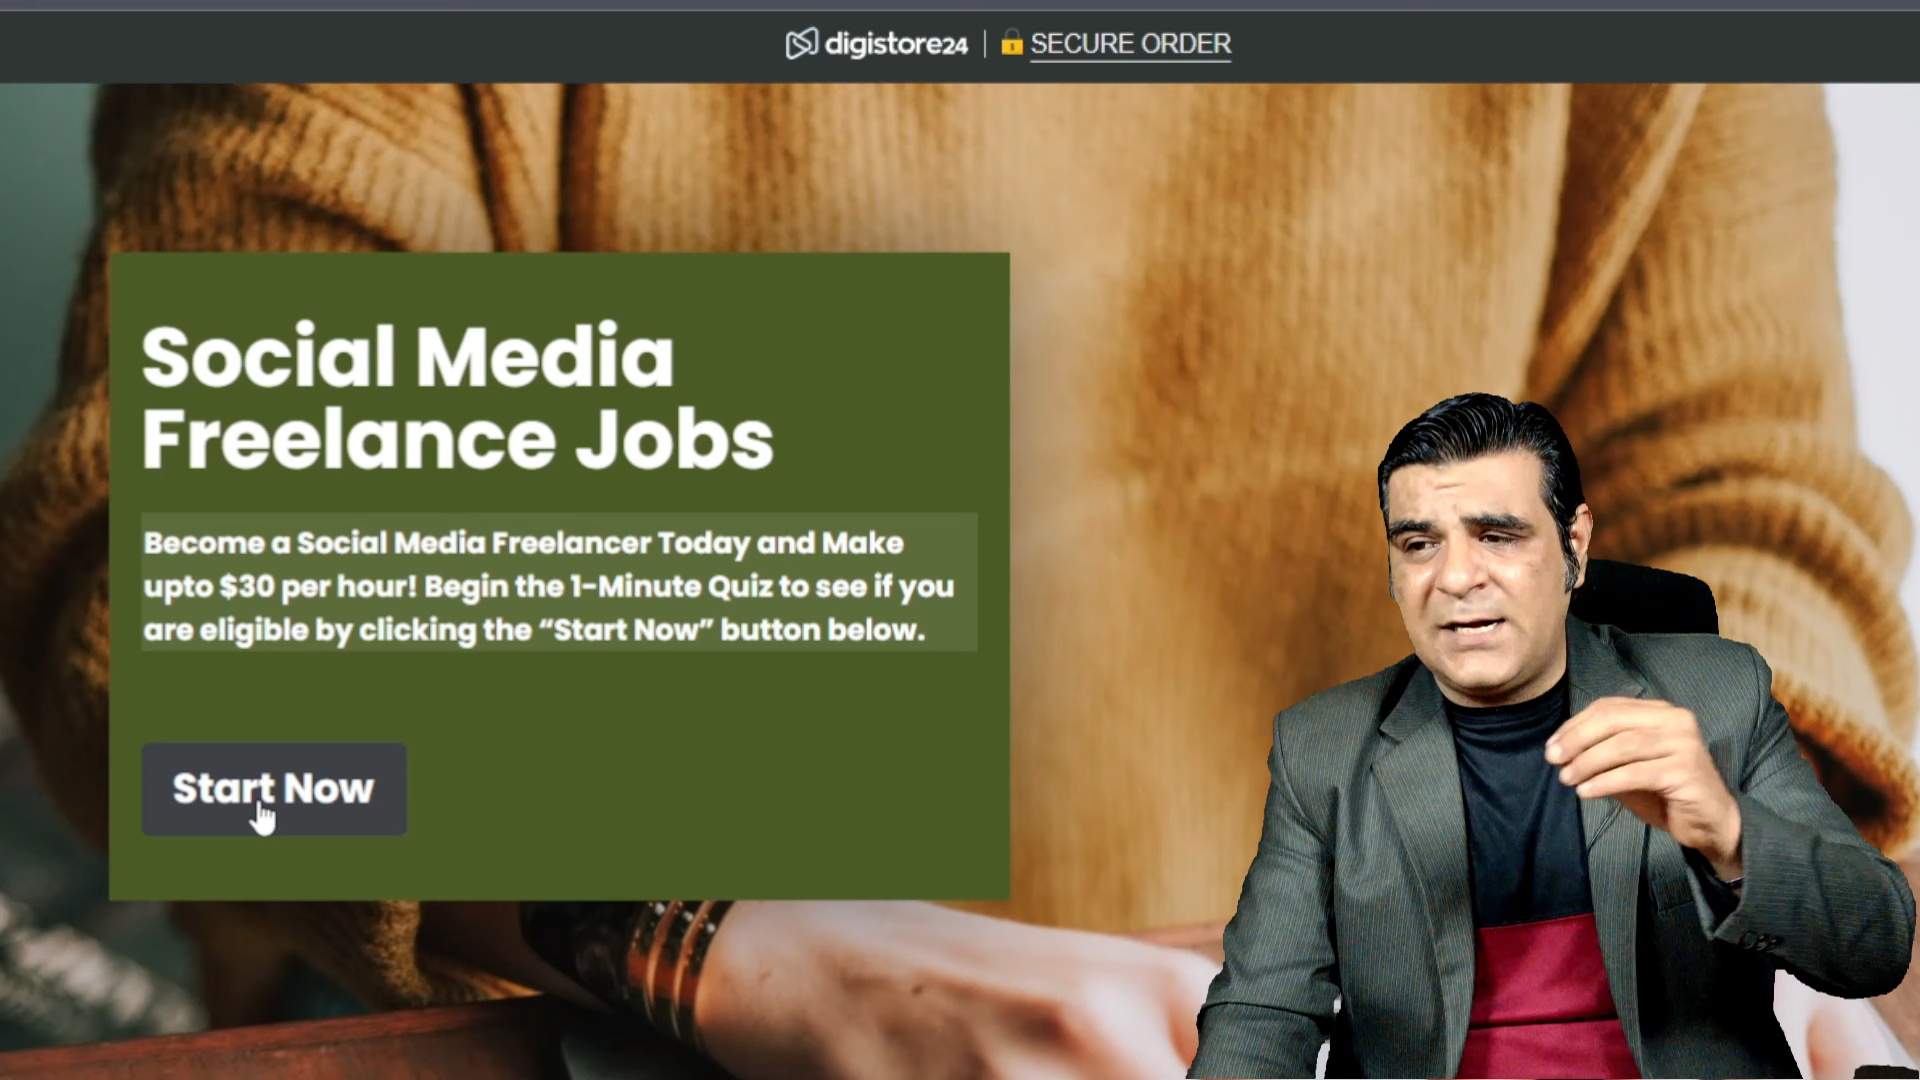 digistore24 | SECURE ORDER
Social Media
Freelance Jobs
Become a Social Media Freelancer Today and Make
upto $30 per hour! Begin the 1-Minute Quiz to see if you
are eligible by clicking the “Start Now” button below.
Start Now